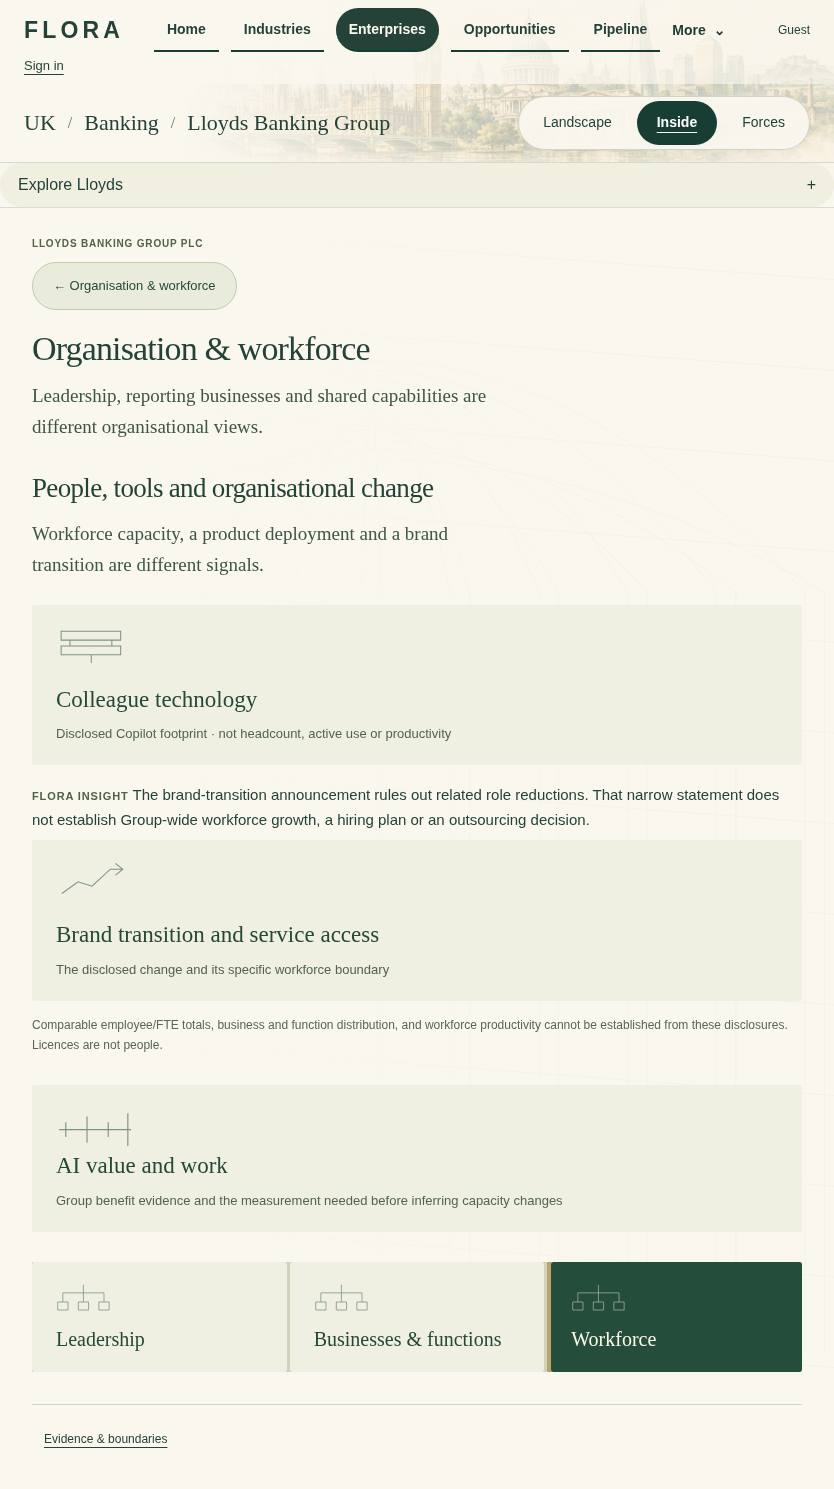 FLORA
Home
Industries
Enterprises
Opportunities
Pipeline
More
Guest
Sign in
UK / Banking / Lloyds Banking Group
Landscape
Inside
Forces
Explore Lloyds +
LLOYDS BANKING GROUP PLC
← Organisation & workforce
Organisation & workforce
Leadership, reporting businesses and shared capabilities are
different organisational views.
People, tools and organisational change
Workforce capacity, a product deployment and a brand
transition are different signals.
Colleague technology
Disclosed Copilot footprint · not headcount, active use or productivity
FLORA INSIGHT The brand-transition announcement rules out related role reductions. That narrow statement does
not establish Group-wide workforce growth, a hiring plan or an outsourcing decision.
Brand transition and service access
The disclosed change and its specific workforce boundary
Comparable employee/FTE totals, business and function distribution, and workforce productivity cannot be established from these disclosures.
Licences are not people.
AI value and work
Group benefit evidence and the measurement needed before inferring capacity changes
Leadership
Businesses & functions
Workforce
Evidence & boundaries